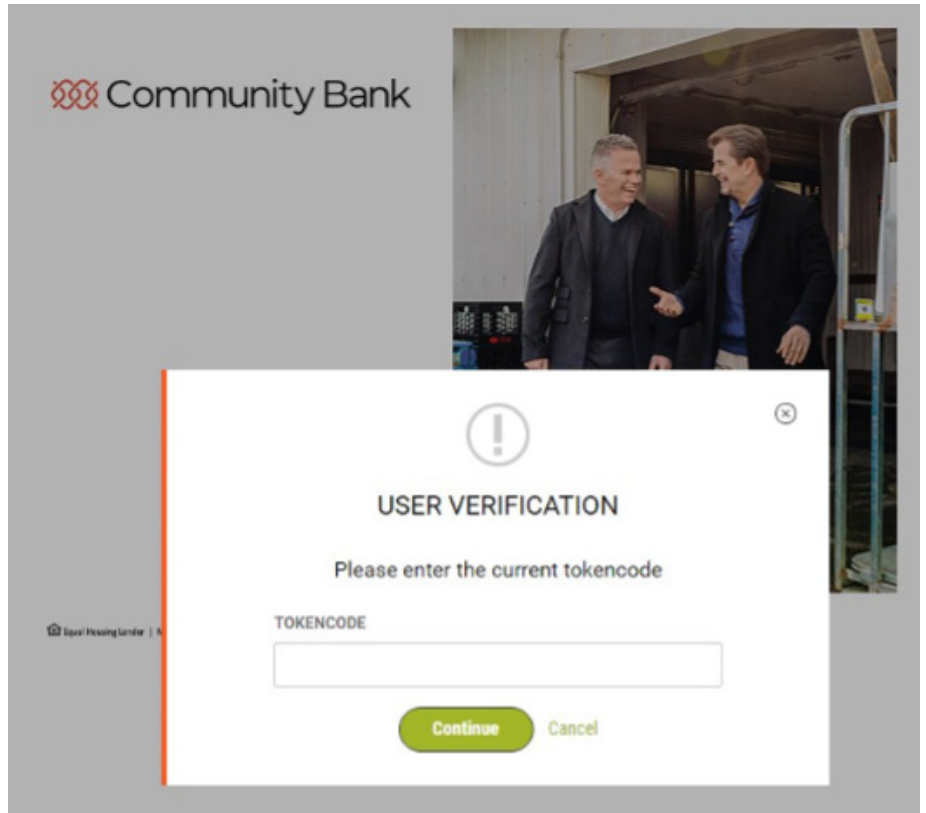 Community Bank
USER VERIFICATION
Please enter the current tokencode
TOKENCODE
Equal Housing Lender |
Continue
Cancel